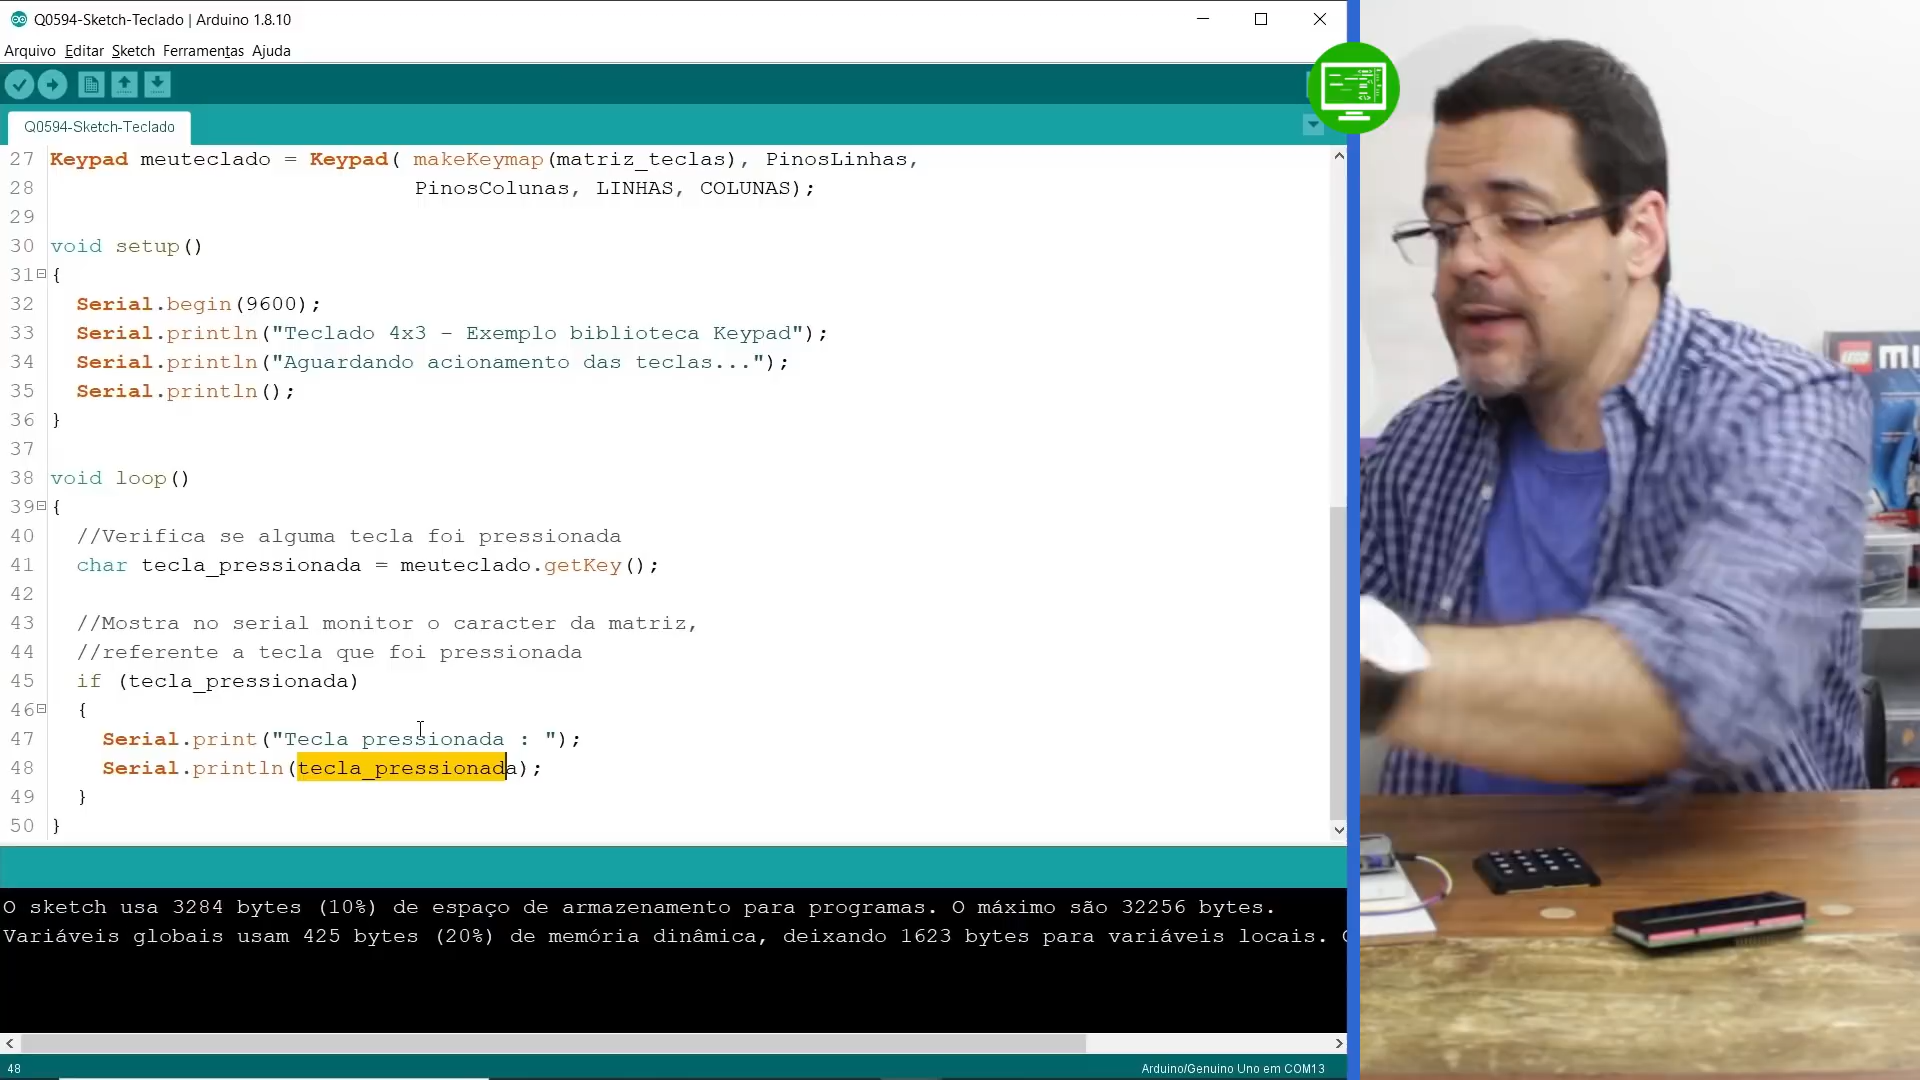 Q0594-Sketch-Teclado | Arduino 1.8.10
Arquivo Editar Sketch Ferramentas Ajuda
Q0594-Sketch-Teclado
27 Keypad meuteclado = Keypad( makeKeymap(matriz_teclas), PinosLinhas,
28 PinosColunas, LINHAS, COLUNAS);
29
30 void setup()
31 {
32 Serial.begin(9600);
33 Serial.println("Teclado 4x3 - Exemplo biblioteca Keypad");
34 Serial.println("Aguardando acionamento das teclas...");
35 Serial.println();
36 }
37
38 void loop()
39 {
40 //Verifica se alguma tecla foi pressionada
41 char tecla_pressionada = meuteclado.getKey();
42
43 //Mostra no serial monitor o caracter da matriz,
44 //referente a tecla que foi pressionada
45 if (tecla_pressionada)
46 {
47 Serial.print("Tecla pressionada : ");
48 Serial.println(tecla_pressionada);
49 }
50 }
O sketch usa 3284 bytes (10%) de espaço de armazenamento para programas. O máximo são 32256 bytes.
Variáveis globais usam 425 bytes (20%) de memória dinâmica, deixando 1623 bytes para variáveis locais.
48
Arduino/Genuino Uno em COM13
LEGO MI